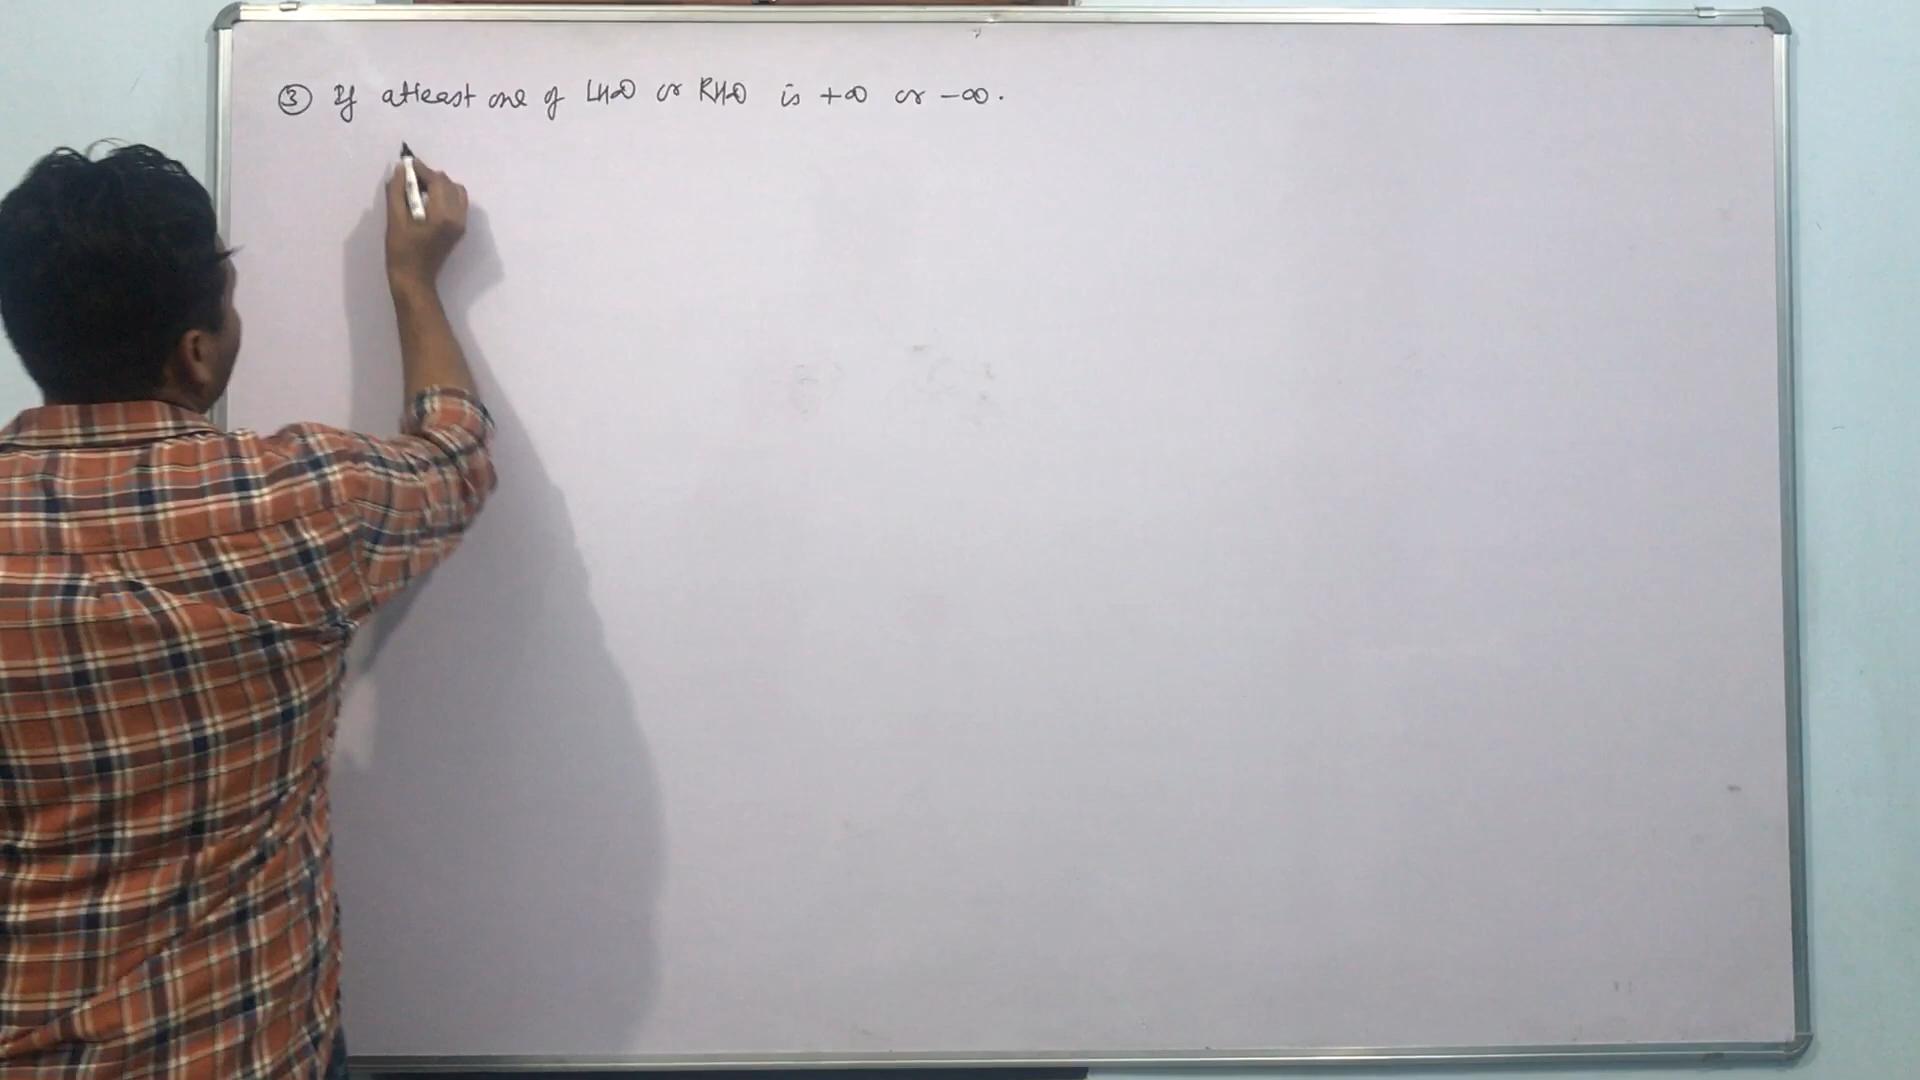 ③ If atleast one of LHD or RHD is +∞ or -∞.